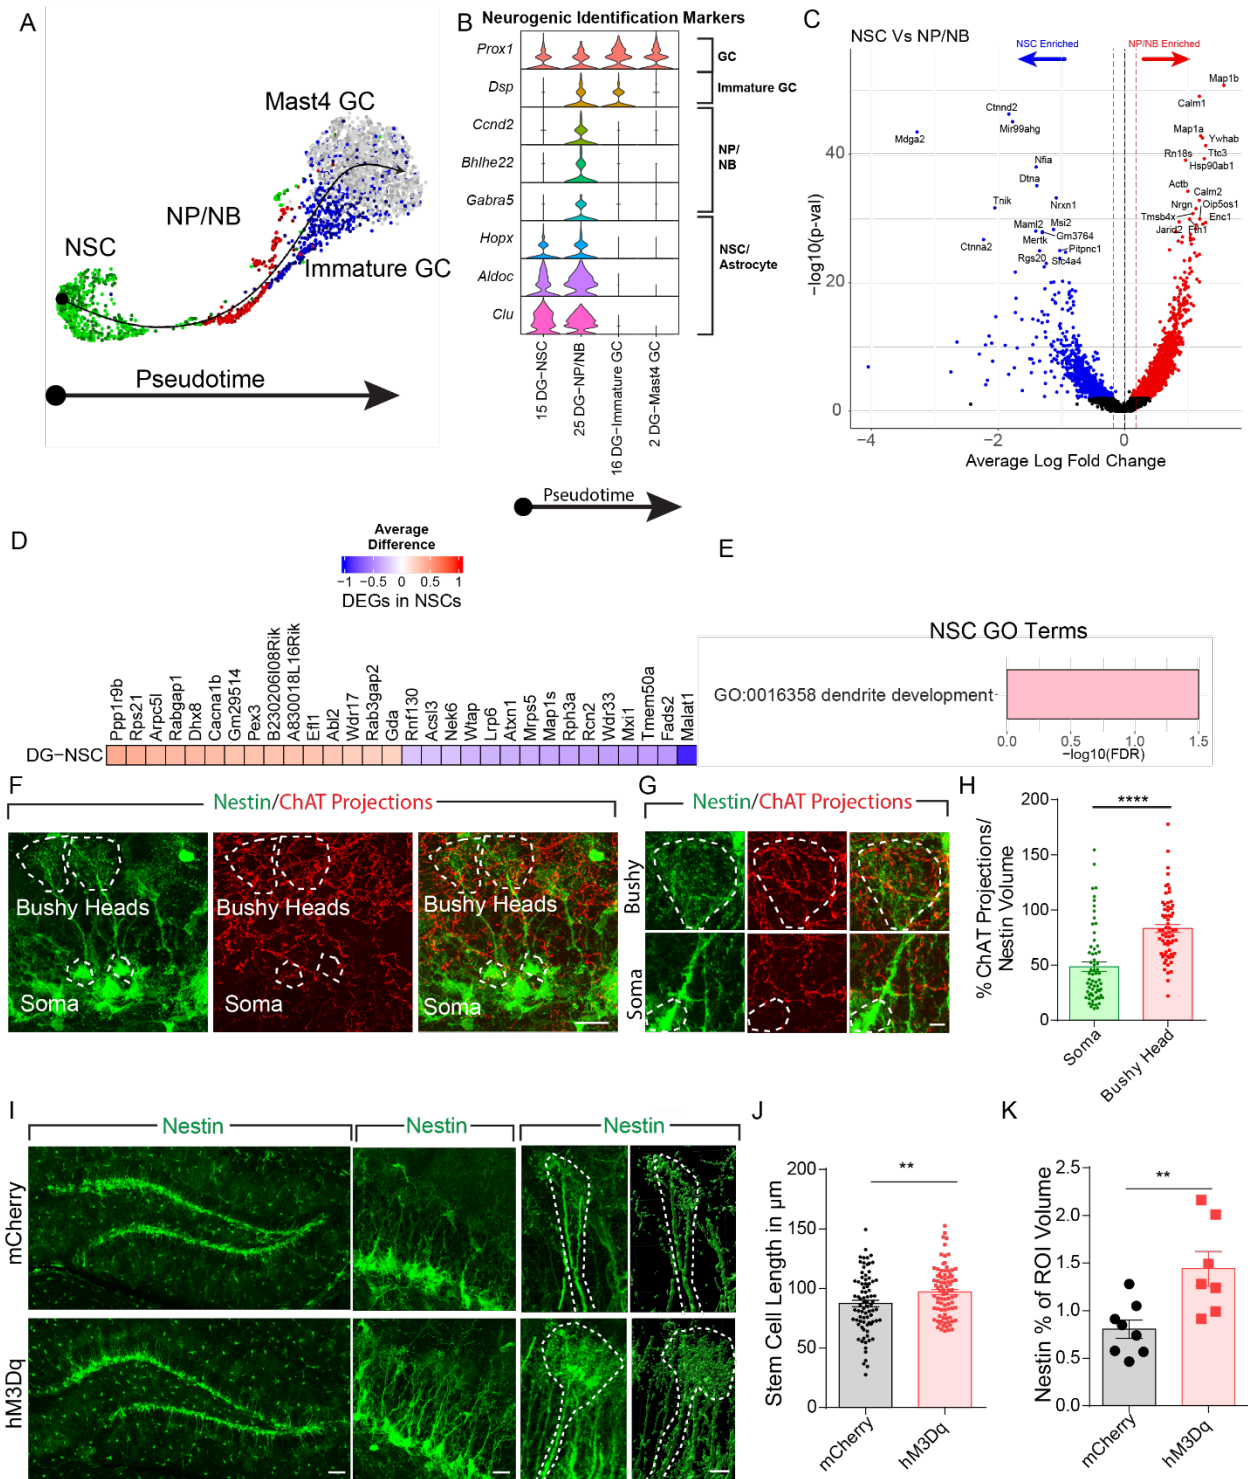 A
Mast4 GC
NP/NB
NSC
Immature GC
Pseudotime
B
Neurogenic Identification Markers
Prox1
GC
Dsp
Immature GC
Ccnd2
Bhlhe22
NP/
NB
Gabra5
Hopx
NSC/
Astrocyte
Aldoc
Clu
15 DG-NSC
25 DG-NP/NB
16 DG-Immature GC
2 DG-Mast4 GC
Pseudotime
C
NSC Vs NP/NB
NSC Enriched
NP/NB Enriched
Map1b
Calm1
Ctnnd2
Mir99ahg
Mdga2
Map1a
Ywhab
Rn18s
Ttc3
Hsp90ab1
Nfia
Dtna
Actb
Calm2
Tnik
Nrxn1
Nrgn
Oip5os1
Tmsb4x
Enc1
Maml2
Msi2
Jarid2
Fth1
Gm3764
Ctnna2
Mertk
Pitpnc1
Rgs20
Slc4a4
−log10(p-val)
40
20
0
−4
−2
0
Average Log Fold Change
D
Average
Difference
−1 −0.5 0 0.5 1
DEGs in NSCs
Ppp1r9b
Rps21
Arpc5l
Rabgap1
Dhx8
Cacna1b
Gm29514
Pex3
B230206I08Rik
A830018L16Rik
Efl1
Abl2
Wdr17
Rab3gap2
Gda
Rnf130
Acsl3
Nek6
Wtap
Lrp6
Atxn1
Mrps5
Map1s
Rph3a
Rcn2
Wdr33
Mxi1
Tmem50a
Fads2
Malat1
DG−NSC
E
NSC GO Terms
GO:0016358 dendrite development
0.0 0.5 1.0 1.5
−log10(FDR)
F
Nestin/ChAT Projections
Bushy Heads
Soma
Bushy Heads
Soma
Bushy Heads
Soma
G
Nestin/ChAT Projections
Bushy
Soma
H
% ChAT Projections/
Nestin Volume
200
150
100
50
0
****
Soma
Bushy Head
I
Nestin
Nestin
Nestin
mCherry
hM3Dq
J
Stem Cell Length in µm
200
150
100
50
0
**
mCherry
hM3Dq
K
Nestin % of ROI Volume
2.5
2.0
1.5
1.0
0.5
0.0
**
mCherry
hM3Dq